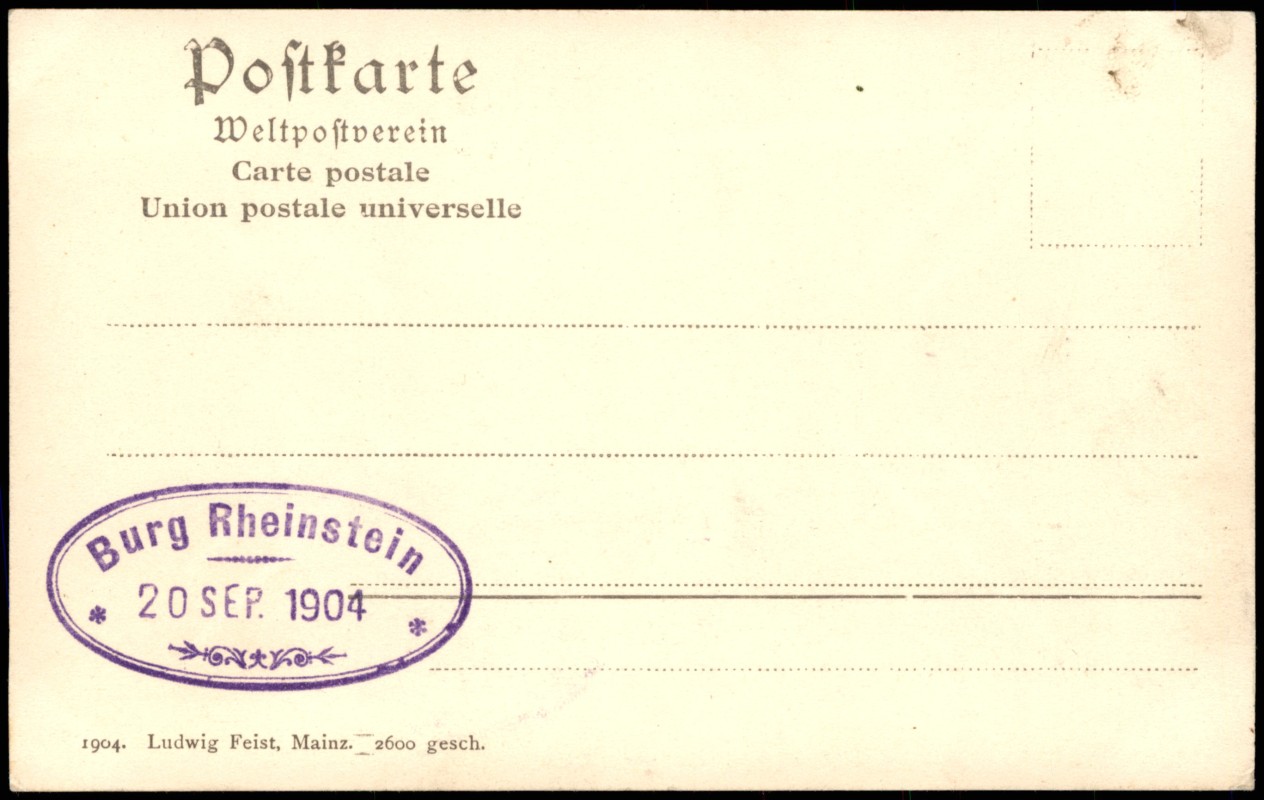 Poſtkarte
Weltpoſtverein
Carte postale
Union postale universelle
Burg Rheinstein
20 SEP. 1904
1904. Ludwig Feist, Mainz. 2600 gesch.